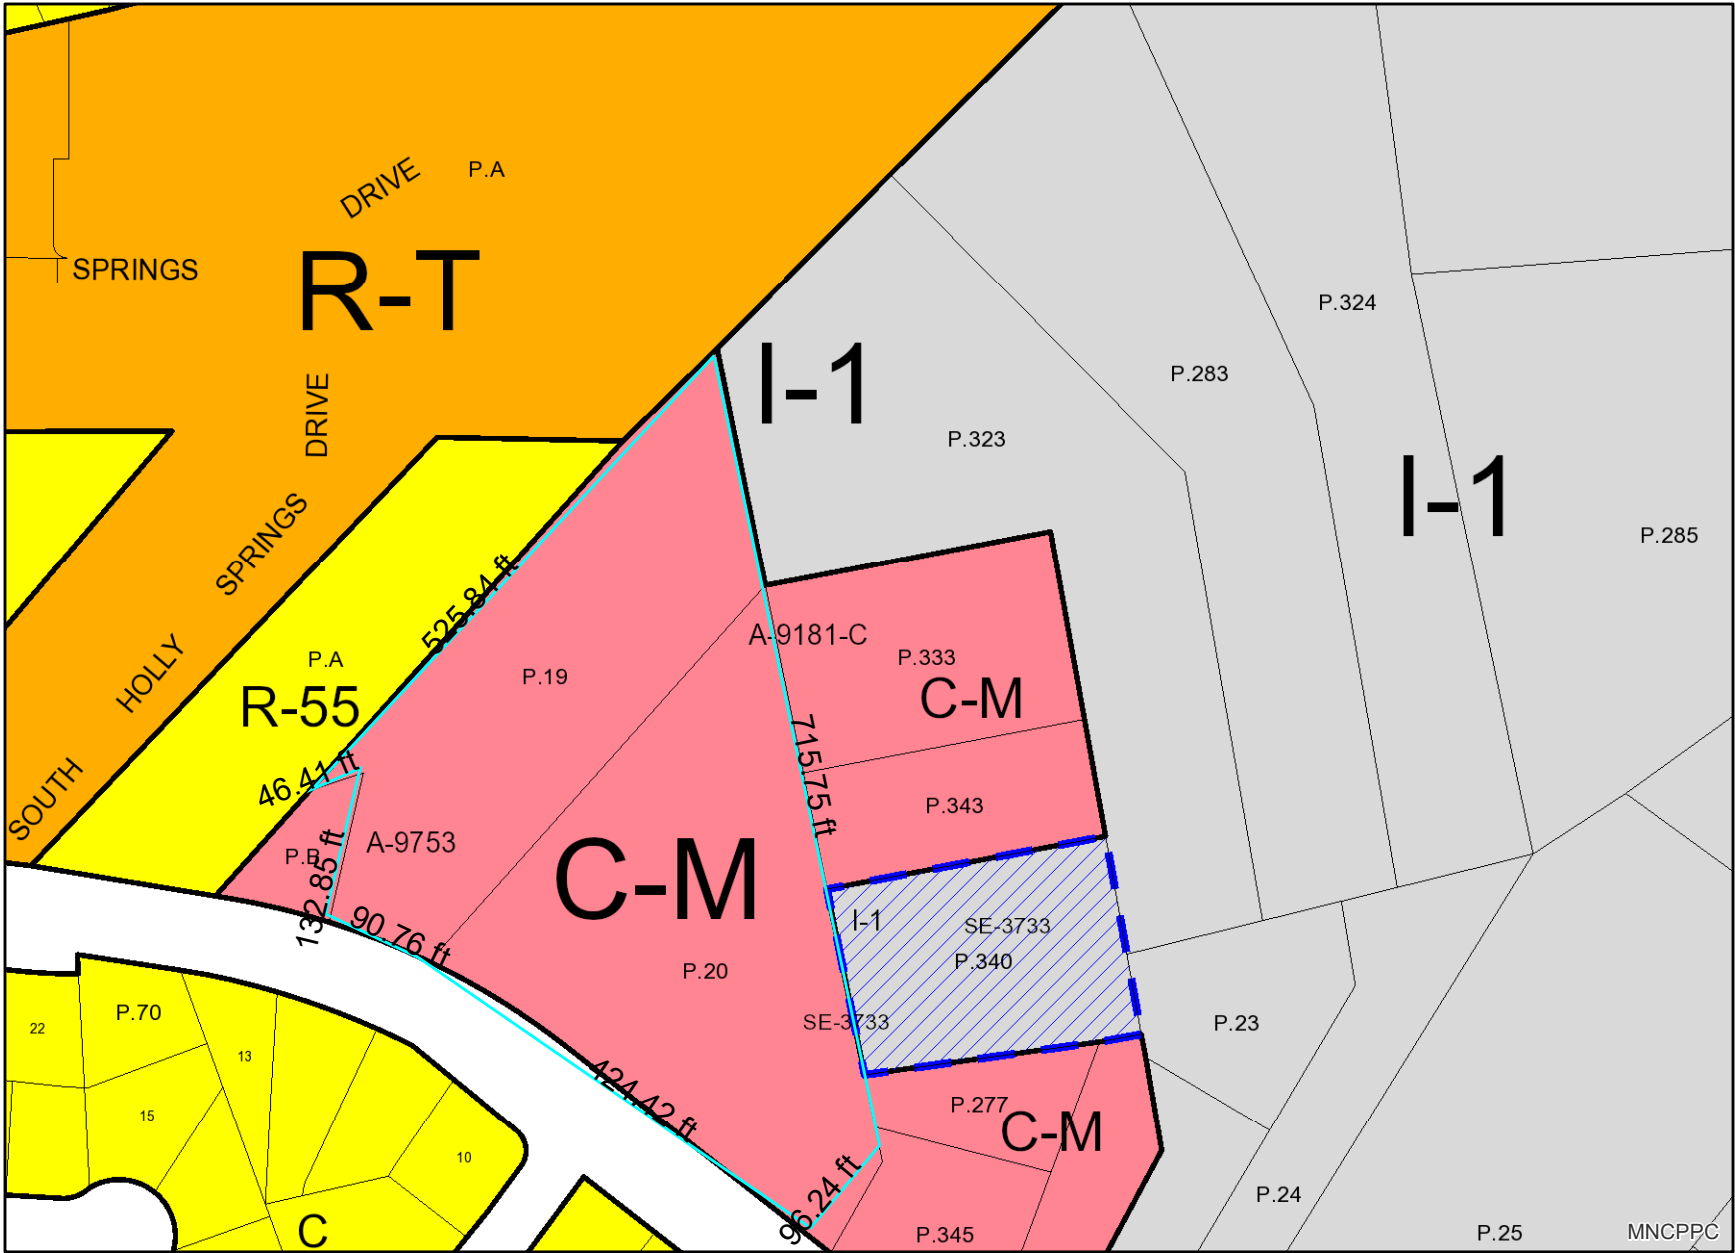 P.A
DRIVE
SPRINGS
R-T
P.324
I-1
P.283
DRIVE
P.323
I-1
P.285
SPRINGS
525.84 ft
A-9181-C
P.333
P.A
HOLLY
P.19
C-M
R-55
715.75 ft
46.41 ft
SOUTH
P.343
A-9753
P.B
132.85 ft
C-M
90.76 ft
I-1
SE-3733
P.340
P.20
P.70
SE-3733
P.23
22
13
424.42 ft
P.277
C-M
15
10
96.24 ft
P.24
C
P.345
P.25
MNCPPC